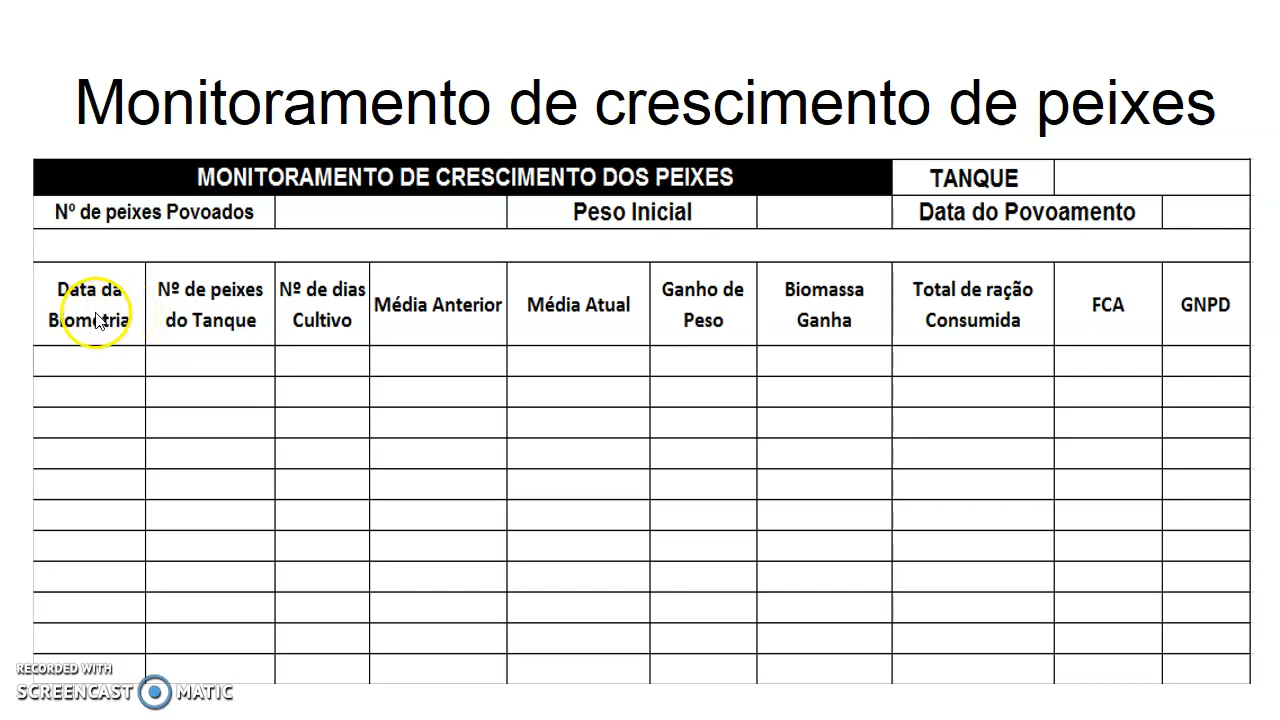 Monitoramento de crescimento de peixes
MONITORAMENTO DE CRESCIMENTO DOS PEIXES TANQUE
Nº de peixes Povoados Peso Inicial Data do Povoamento
Data da Biometria Nº de peixes do Tanque Nº de dias Cultivo Média Anterior Média Atual Ganho de Peso Biomassa Ganha Total de ração Consumida FCA GNPD
RECORDED WITH
SCREENCAST MATIC